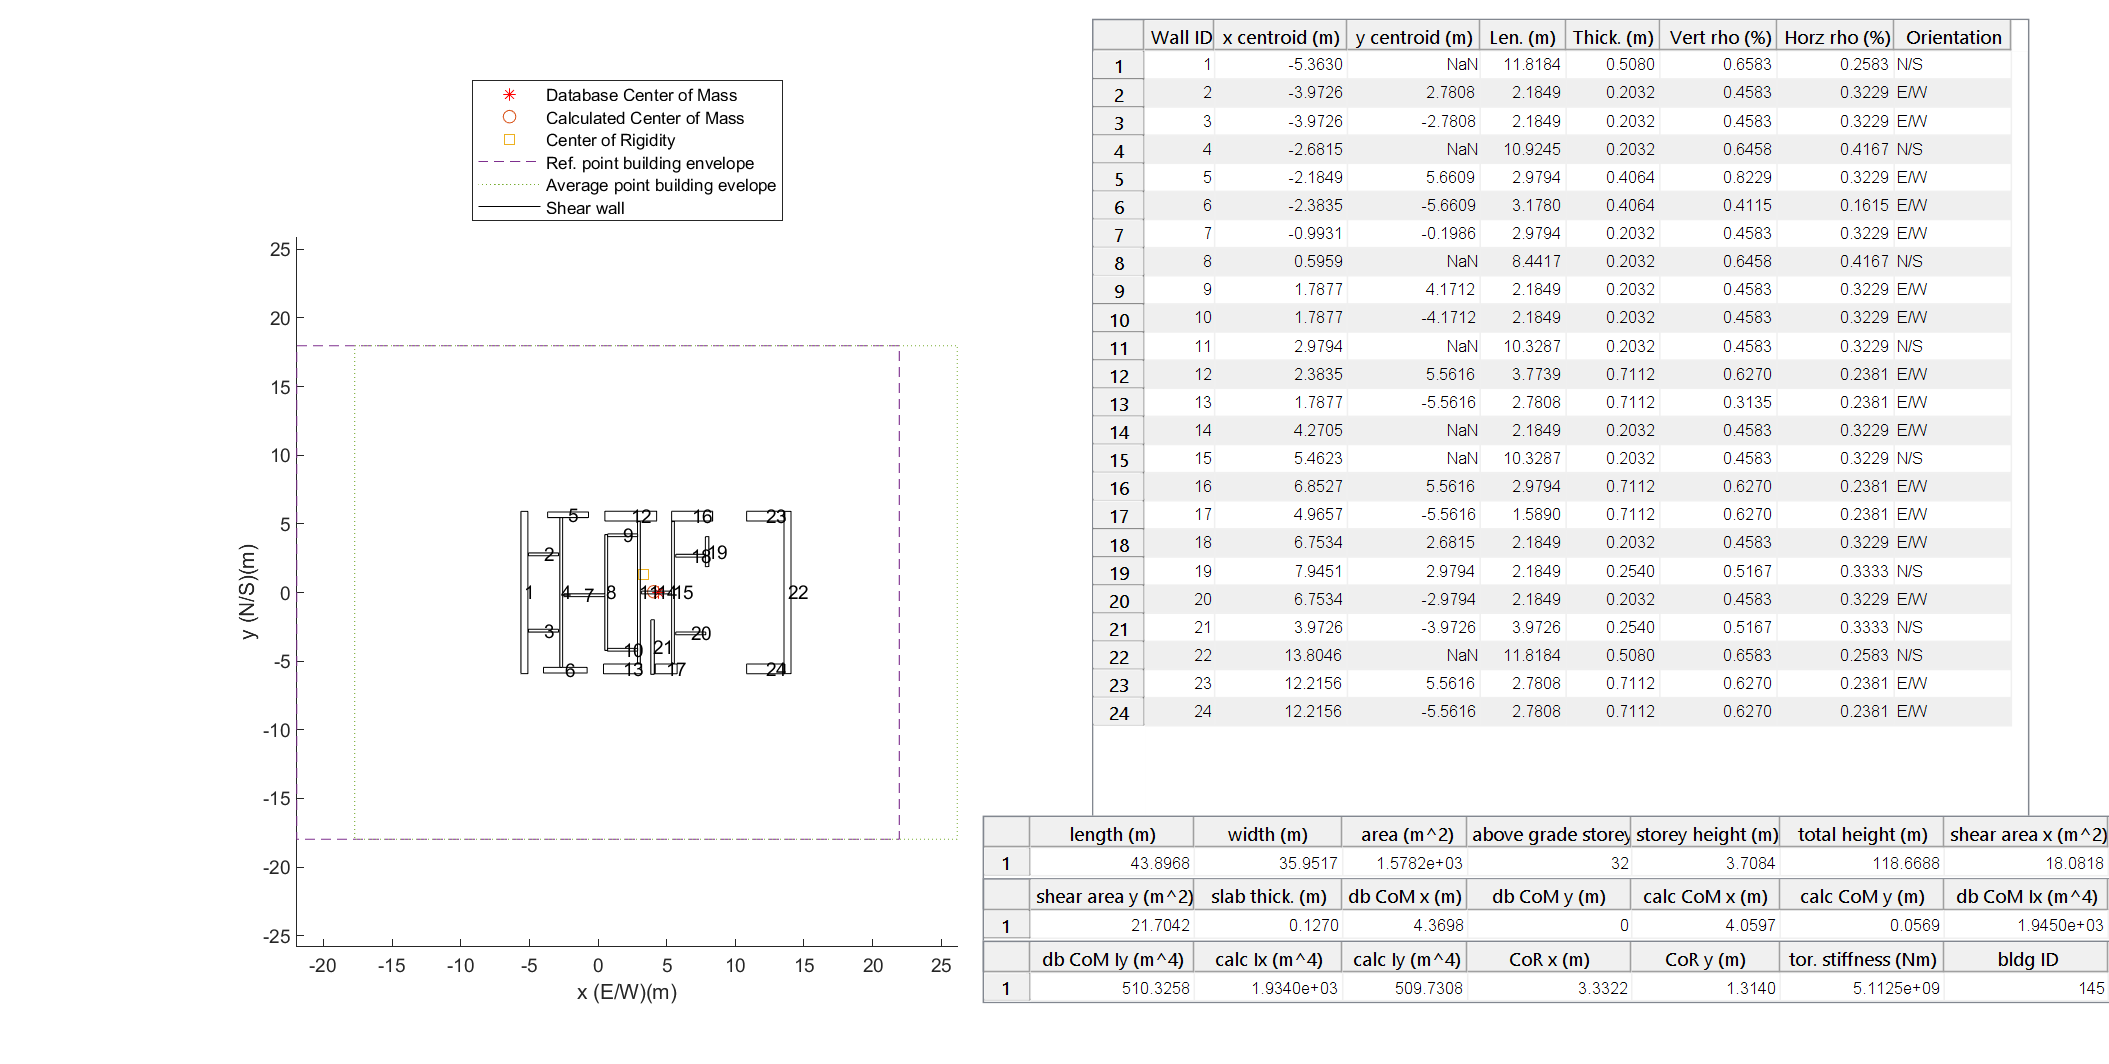 Database Center of Mass
Calculated Center of Mass
Center of Rigidity
Ref. point building envelope
Average point building evelope
Shear wall
25
20
15
10
5
0
-5
-10
-15
-20
-25
y (N/S)(m)
5 12 16 23
9
2 18 19
1 4 7 8 11 14 15 22
3 20
10 21
6 13 17 24
-20 -15 -10 -5 0 5 10 15 20 25
x (E/W)(m)
Wall ID x centroid (m) y centroid (m) Len. (m) Thick. (m) Vert rho (%) Horz rho (%) Orientation
1 1 -5.3630 NaN 11.8184 0.5080 0.6583 0.2583 N/S
2 2 -3.9726 2.7808 2.1849 0.2032 0.4583 0.3229 E/W
3 3 -3.9726 -2.7808 2.1849 0.2032 0.4583 0.3229 E/W
4 4 -2.6815 NaN 10.9245 0.2032 0.6458 0.4167 N/S
5 5 -2.1849 5.6609 2.9794 0.4064 0.8229 0.3229 E/W
6 6 -2.3835 -5.6609 3.1780 0.4064 0.4115 0.1615 E/W
7 7 -0.9931 -0.1986 2.9794 0.2032 0.4583 0.3229 E/W
8 8 0.5959 NaN 8.4417 0.2032 0.6458 0.4167 N/S
9 9 1.7877 4.1712 2.1849 0.2032 0.4583 0.3229 E/W
10 10 1.7877 -4.1712 2.1849 0.2032 0.4583 0.3229 E/W
11 11 2.9794 NaN 10.3287 0.2032 0.4583 0.3229 N/S
12 12 2.3835 5.5616 3.7739 0.7112 0.6270 0.2381 E/W
13 13 1.7877 -5.5616 2.7808 0.7112 0.3135 0.2381 E/W
14 14 4.2705 NaN 2.1849 0.2032 0.4583 0.3229 E/W
15 15 5.4623 NaN 10.3287 0.2032 0.4583 0.3229 N/S
16 16 6.8527 5.5616 2.9794 0.7112 0.6270 0.2381 E/W
17 17 4.9657 -5.5616 1.5890 0.7112 0.6270 0.2381 E/W
18 18 6.7534 2.6815 2.1849 0.2032 0.4583 0.3229 E/W
19 19 7.9451 2.9794 2.1849 0.2540 0.5167 0.3333 N/S
20 20 6.7534 -2.9794 2.1849 0.2032 0.4583 0.3229 E/W
21 21 3.9726 -3.9726 3.9726 0.2540 0.5167 0.3333 N/S
22 22 13.8046 NaN 11.8184 0.5080 0.6583 0.2583 N/S
23 23 12.2156 5.5616 2.7808 0.7112 0.6270 0.2381 E/W
24 24 12.2156 -5.5616 2.7808 0.7112 0.6270 0.2381 E/W
length (m) width (m) area (m^2) above grade storey storey height (m) total height (m) shear area x (m^2)
1 43.8968 35.9517 1.5782e+03 32 3.7084 118.6688 18.0818
shear area y (m^2) slab thick. (m) db CoM x (m) db CoM y (m) calc CoM x (m) calc CoM y (m) db CoM Ix (m^4)
1 21.7042 0.1270 4.3698 0 4.0597 0.0569 1.9450e+03
db CoM Iy (m^4) calc Ix (m^4) calc Iy (m^4) CoR x (m) CoR y (m) tor. stiffness (Nm) bldg ID
1 510.3258 1.9340e+03 509.7308 3.3322 1.3140 5.1125e+09 145